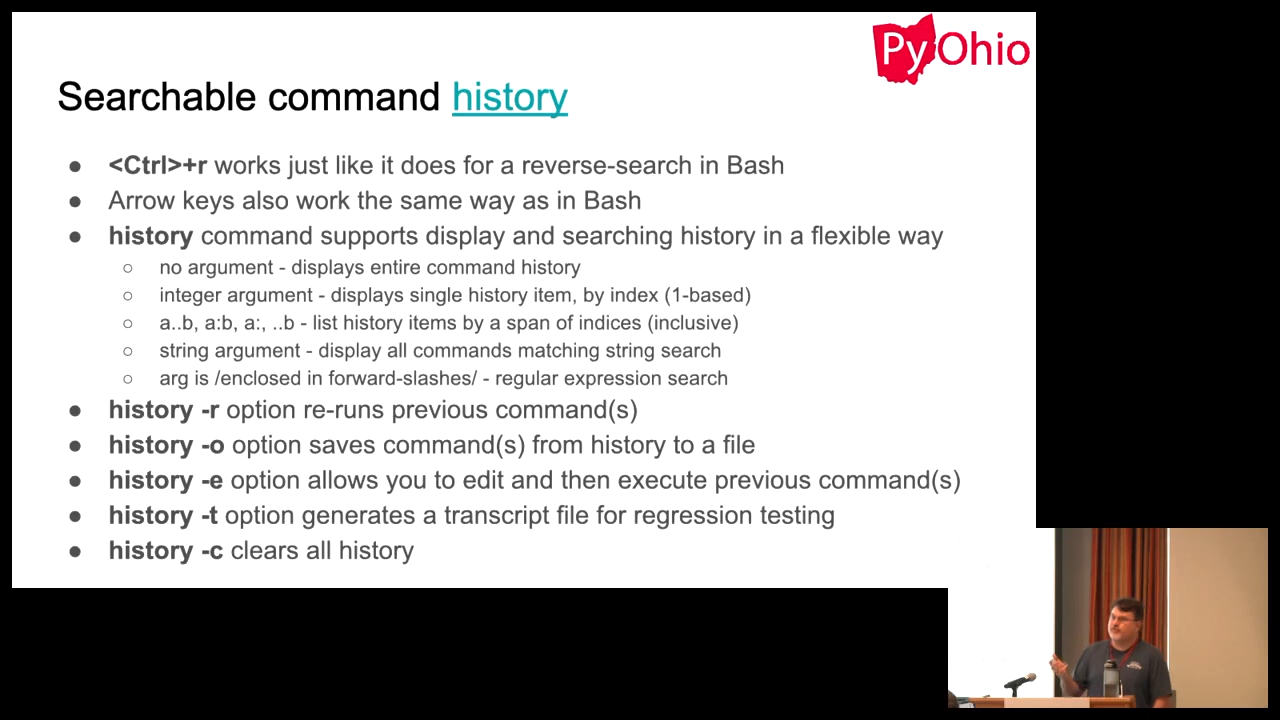 PyOhio
Searchable command history
● <Ctrl>+r works just like it does for a reverse-search in Bash
● Arrow keys also work the same way as in Bash
● history command supports display and searching history in a flexible way
○ no argument - displays entire command history
○ integer argument - displays single history item, by index (1-based)
○ a..b, a:b, a:, ..b - list history items by a span of indices (inclusive)
○ string argument - display all commands matching string search
○ arg is /enclosed in forward-slashes/ - regular expression search
● history -r option re-runs previous command(s)
● history -o option saves command(s) from history to a file
● history -e option allows you to edit and then execute previous command(s)
● history -t option generates a transcript file for regression testing
● history -c clears all history